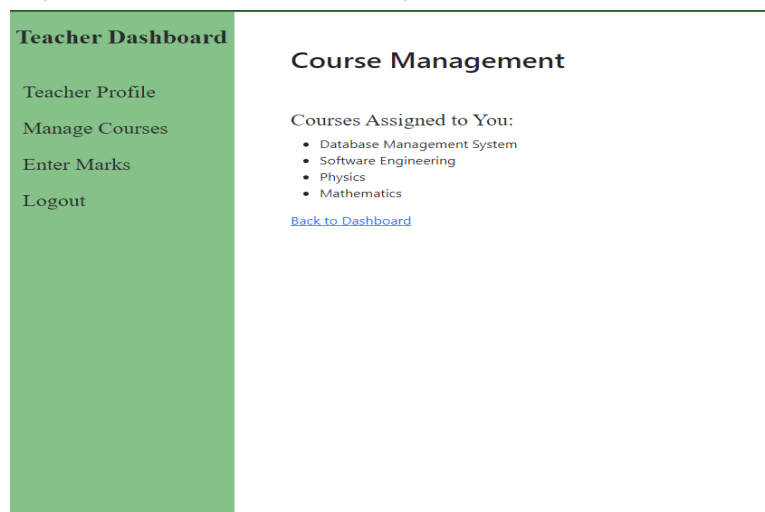 Teacher Dashboard
Teacher Profile
Manage Courses
Enter Marks
Logout
Course Management
Courses Assigned to You:
Database Management System
Software Engineering
Physics
Mathematics
Back to Dashboard